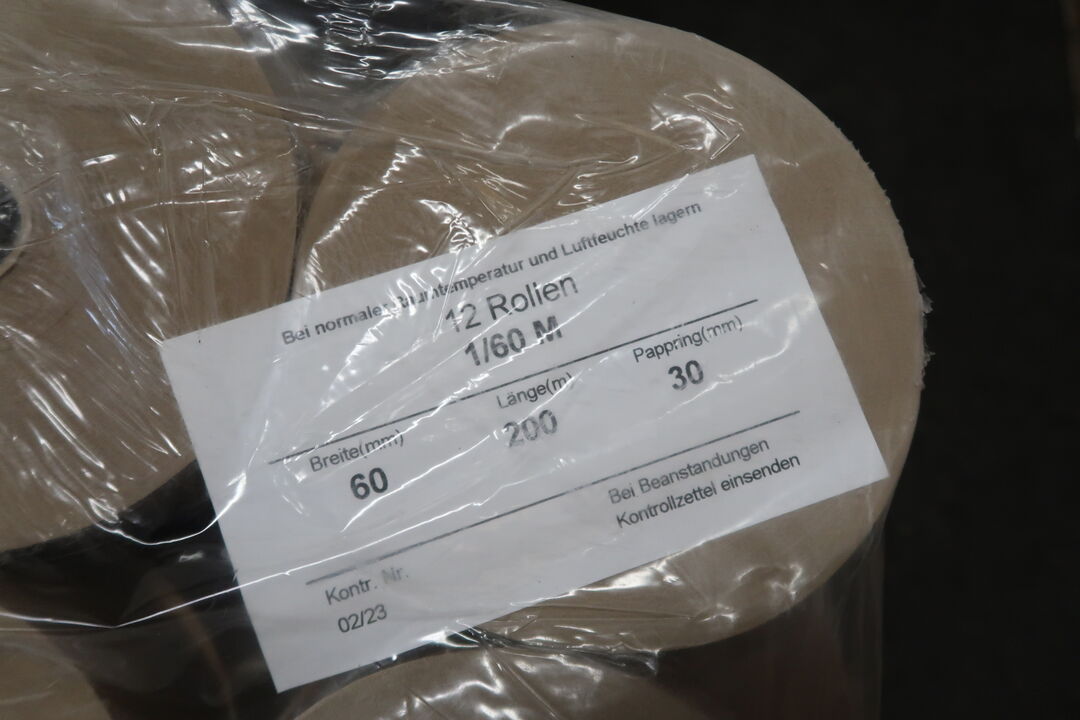 Bei normaler Raumtemperatur und Luftfeuchte lagern
12 Rollen
1/60 M
Breite(mm) Länge(m) Pappring(mm)
60 200 30
Bei Beanstandungen
Kontrollzettel einsenden
Kontr. Nr.
02/23